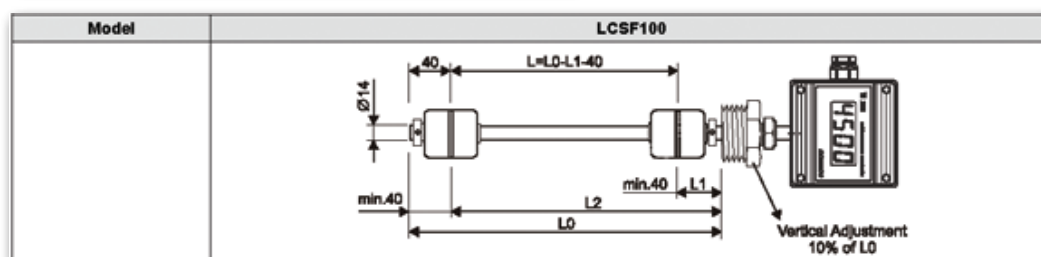 Model
LCSF100
40
L=L0-L1-40
Ø14
4500
min.40
L1
min.40
L2
L0
Vertical Adjustment
10% of L0